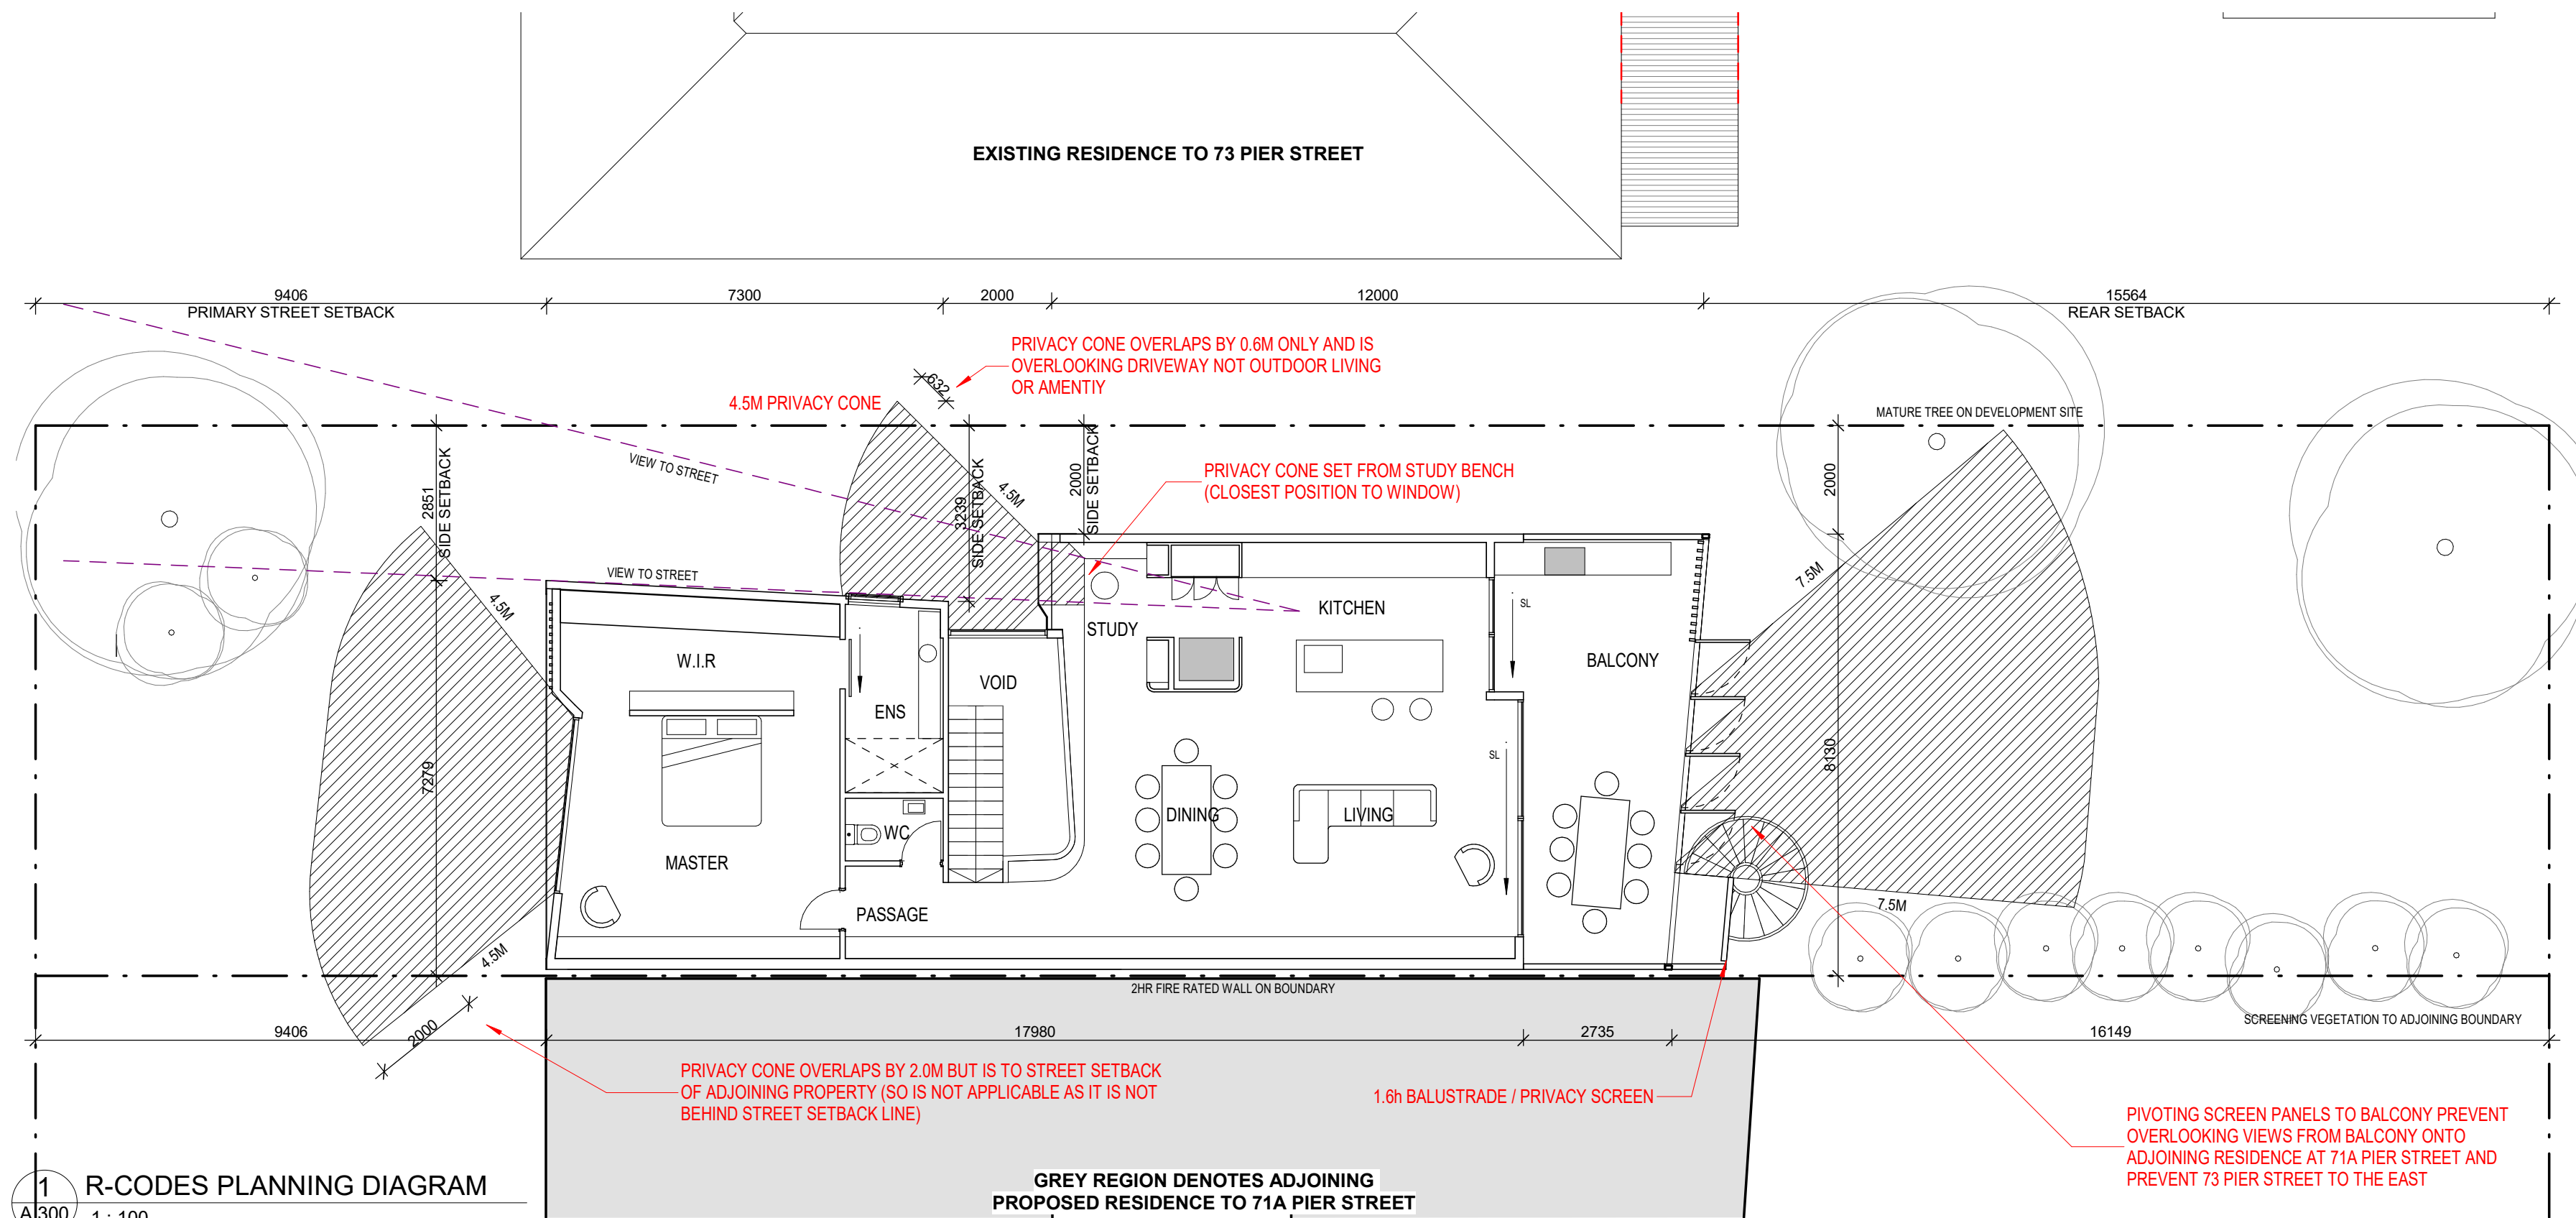 EXISTING RESIDENCE TO 73 PIER STREET
9406
PRIMARY STREET SETBACK
7300
2000
12000
15564
REAR SETBACK
PRIVACY CONE OVERLAPS BY 0.6M ONLY AND IS
OVERLOOKING DRIVEWAY NOT OUTDOOR LIVING
OR AMENTIY
632
4.5M PRIVACY CONE
MATURE TREE ON DEVELOPMENT SITE
VIEW TO STREET
2851
SIDE SETBACK
3239
SIDE SETBACK
4.5M
2000
SIDE SETBACK
PRIVACY CONE SET FROM STUDY BENCH
(CLOSEST POSITION TO WINDOW)
2000
7.5M
VIEW TO STREET
4.5M
KITCHEN
SL
STUDY
W.I.R
VOID
BALCONY
ENS
SL
7279
8130
DINING
LIVING
WC
MASTER
PASSAGE
7.5M
4.5M
2HR FIRE RATED WALL ON BOUNDARY
SCREENING VEGETATION TO ADJOINING BOUNDARY
9406
2000
17980
2735
16149
PRIVACY CONE OVERLAPS BY 2.0M BUT IS TO STREET SETBACK
OF ADJOINING PROPERTY (SO IS NOT APPLICABLE AS IT IS NOT
BEHIND STREET SETBACK LINE)
1.6h BALUSTRADE / PRIVACY SCREEN
PIVOTING SCREEN PANELS TO BALCONY PREVENT
OVERLOOKING VIEWS FROM BALCONY ONTO
ADJOINING RESIDENCE AT 71A PIER STREET AND
PREVENT 73 PIER STREET TO THE EAST
1
R-CODES PLANNING DIAGRAM
A.300
1 : 100
GREY REGION DENOTES ADJOINING
PROPOSED RESIDENCE TO 71A PIER STREET